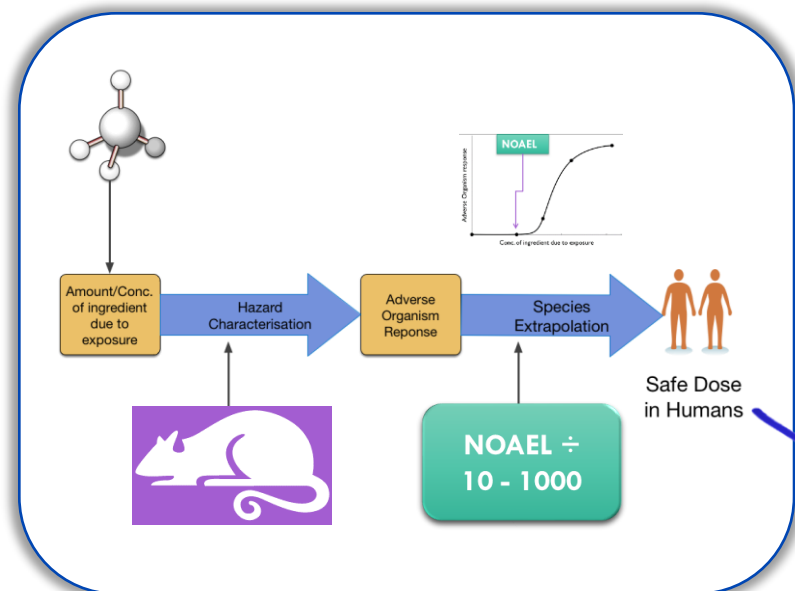 NOAEL
Adverse Organism response
Conc. of ingredient due to exposure
Amount/Conc.
of ingredient
due to
exposure
Hazard
Characterisation
Adverse
Organism
Reponse
Species
Extrapolation
Safe Dose
in Humans
NOAEL ÷
10 - 1000